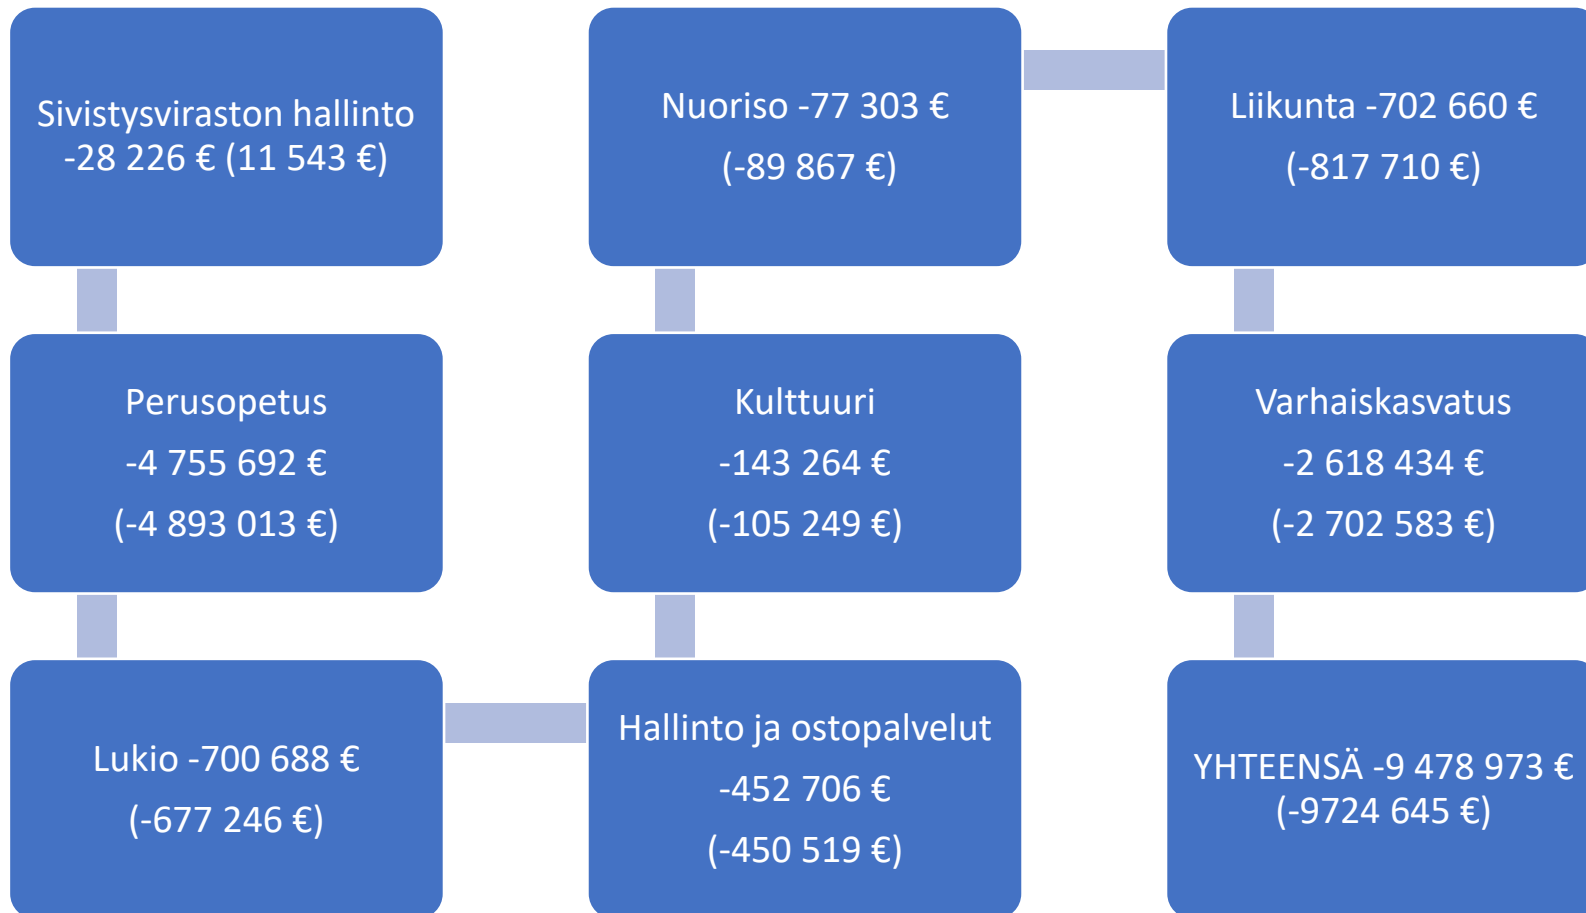 Sivistysviraston hallinto
-28 226 € (11 543 €)
Perusopetus
-4 755 692 €
(-4 893 013 €)
Lukio -700 688 €
(-677 246 €)
Hallinto ja ostopalvelut
-452 706 €
(-450 519 €)
Kulttuuri
-143 264 €
(-105 249 €)
Nuoriso -77 303 €
(-89 867 €)
Liikunta -702 660 €
(-817 710 €)
Varhaiskasvatus
-2 618 434 €
(-2 702 583 €)
YHTEENSÄ -9 478 973 €
(-9724 645 €)